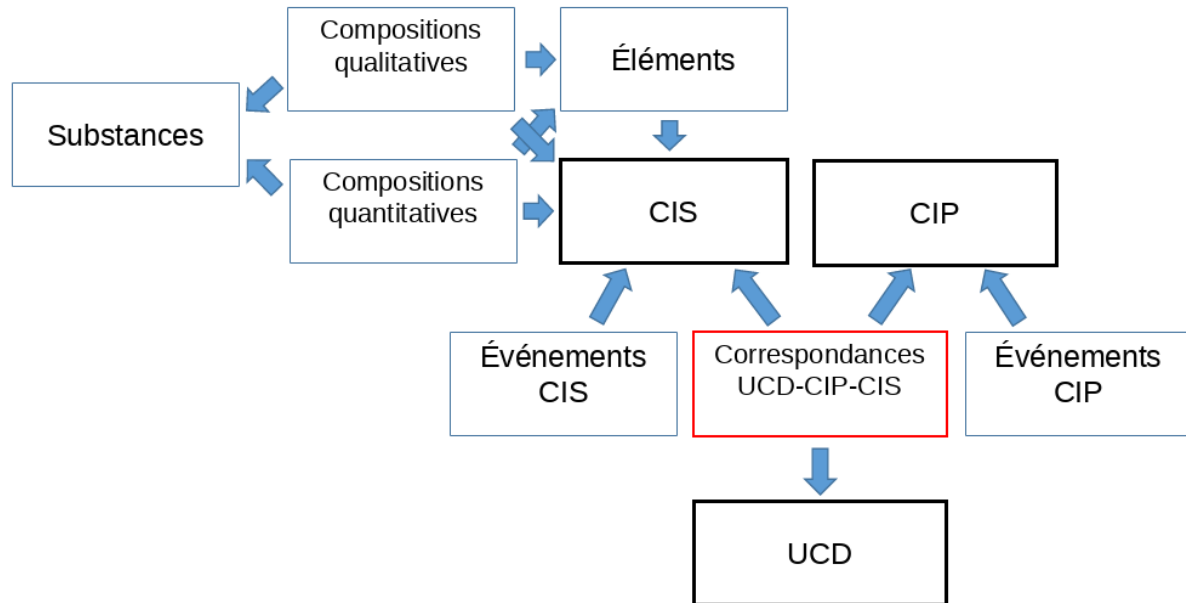 Compositions
qualitatives
Éléments
Substances
Compositions
quantitatives
CIS
CIP
Événements
CIS
Correspondances
UCD-CIP-CIS
Événements
CIP
UCD